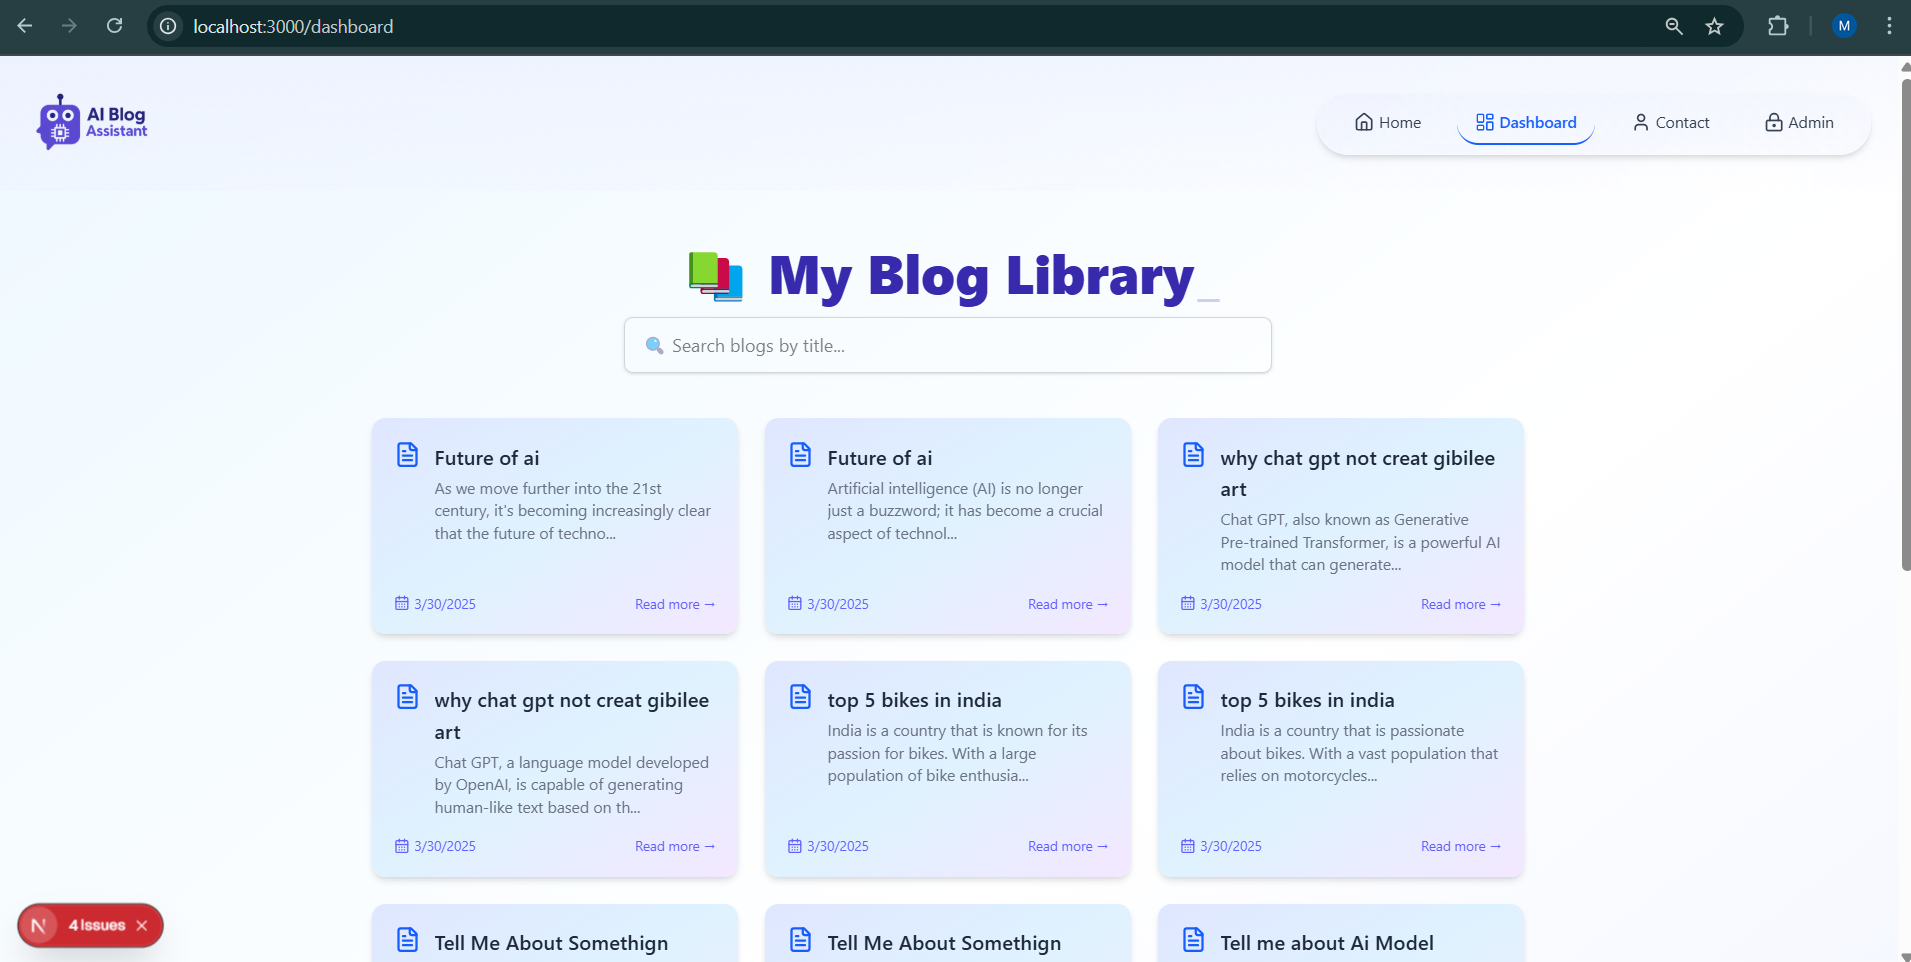 localhost:3000/dashboard
M
AI Blog
Assistant
Home
Dashboard
Contact
Admin
My Blog Library_
Search blogs by title...
Future of ai
As we move further into the 21st
century, it's becoming increasingly clear
that the future of techno...
3/30/2025
Read more →
Future of ai
Artificial intelligence (AI) is no longer
just a buzzword; it has become a crucial
aspect of technol...
3/30/2025
Read more →
why chat gpt not creat gibilee
art
Chat GPT, also known as Generative
Pre-trained Transformer, is a powerful AI
model that can generate...
3/30/2025
Read more →
why chat gpt not creat gibilee
art
Chat GPT, a language model developed
by OpenAI, is capable of generating
human-like text based on th...
3/30/2025
Read more →
top 5 bikes in india
India is a country that is known for its
passion for bikes. With a large
population of bike enthusia...
3/30/2025
Read more →
top 5 bikes in india
India is a country that is passionate
about bikes. With a vast population that
relies on motorcycles...
3/30/2025
Read more →
Tell Me About Somethign
Tell Me About Somethign
Tell me about Ai Model
N
4 Issues